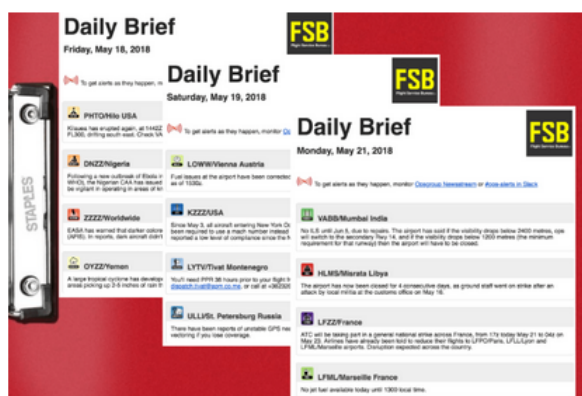 STAPLES
Daily Brief
FSB
Friday, May 18, 2018
To get alerts as they happen, m
PHTO/Hilo USA
Kilauea has erupted again, at 1442Z
FL300, drifting south east. Check VA
DNZZ/Nigeria
Following a new outbreak of Ebola in
WHO), the Nigerian CAA has issued
be vigilant in operating in areas of kn
ZZZZ/Worldwide
EASA has warned that darker colore
(APIS). In reports, dark aircraft didn't
OYZZ/Yemen
A large tropical cyclone has develop
areas picking up 2-5 inches of rain th
Daily Brief
FSB
Saturday, May 19, 2018
To get alerts as they happen, monitor Op
LOWW/Vienna Austria
Fuel issues at the airport have been corrected
as of 1530z.
KZZZ/USA
Since May 3, all aircraft entering New York Oc
been required to use a mach number instead
reported a low level of compliance since the N
LYTV/Tivat Montenegro
You'll need PPR 36 hours prior to your flight t
ULLI/St. Petersburg Russia
There have been reports of unstable GPS nea
vectoring if you lose coverage.
Daily Brief
FSB
Monday, May 21, 2018
To get alerts as they happen, monitor Opsgroup Newsstream or #ops-alerts in Slack
VABB/Mumbai India
No ILS until Jun 5, due to repairs. The airport has said if the visibility drops below 2400 metres, ops
will switch to the secondary Rwy 14, and if the visibility drops below 1300 metres (the minimum
requirement for that runway) then the airport will have to be closed.
HLMS/Misrata Libya
The airport has now been closed for 4 consecutive days, as ground staff went on strike after an
attack by local militia at the customs office on May 16.
LFZZ/France
ATC will be taking part in a general national strike across France, from 17z today May 21 to 04z on
May 23. Airlines have already been told to reduce their flights to LFPO/Paris, LFLL/Lyon and
LFML/Marseille airports. Disruption expected across the country.
LFML/Marseille France
No jet fuel available today until 1300 local time.